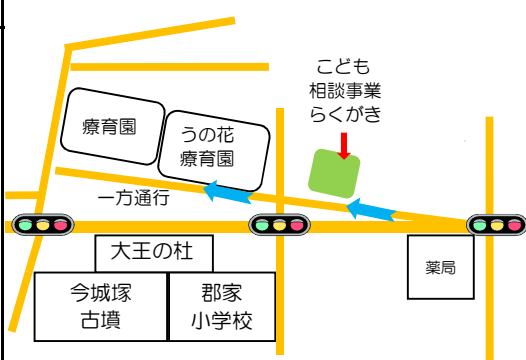 こども
相談事業
らくがき
療育園
うの花
療育園
一方通行
大王の杜
薬局
今城塚
古墳
郡家
小学校